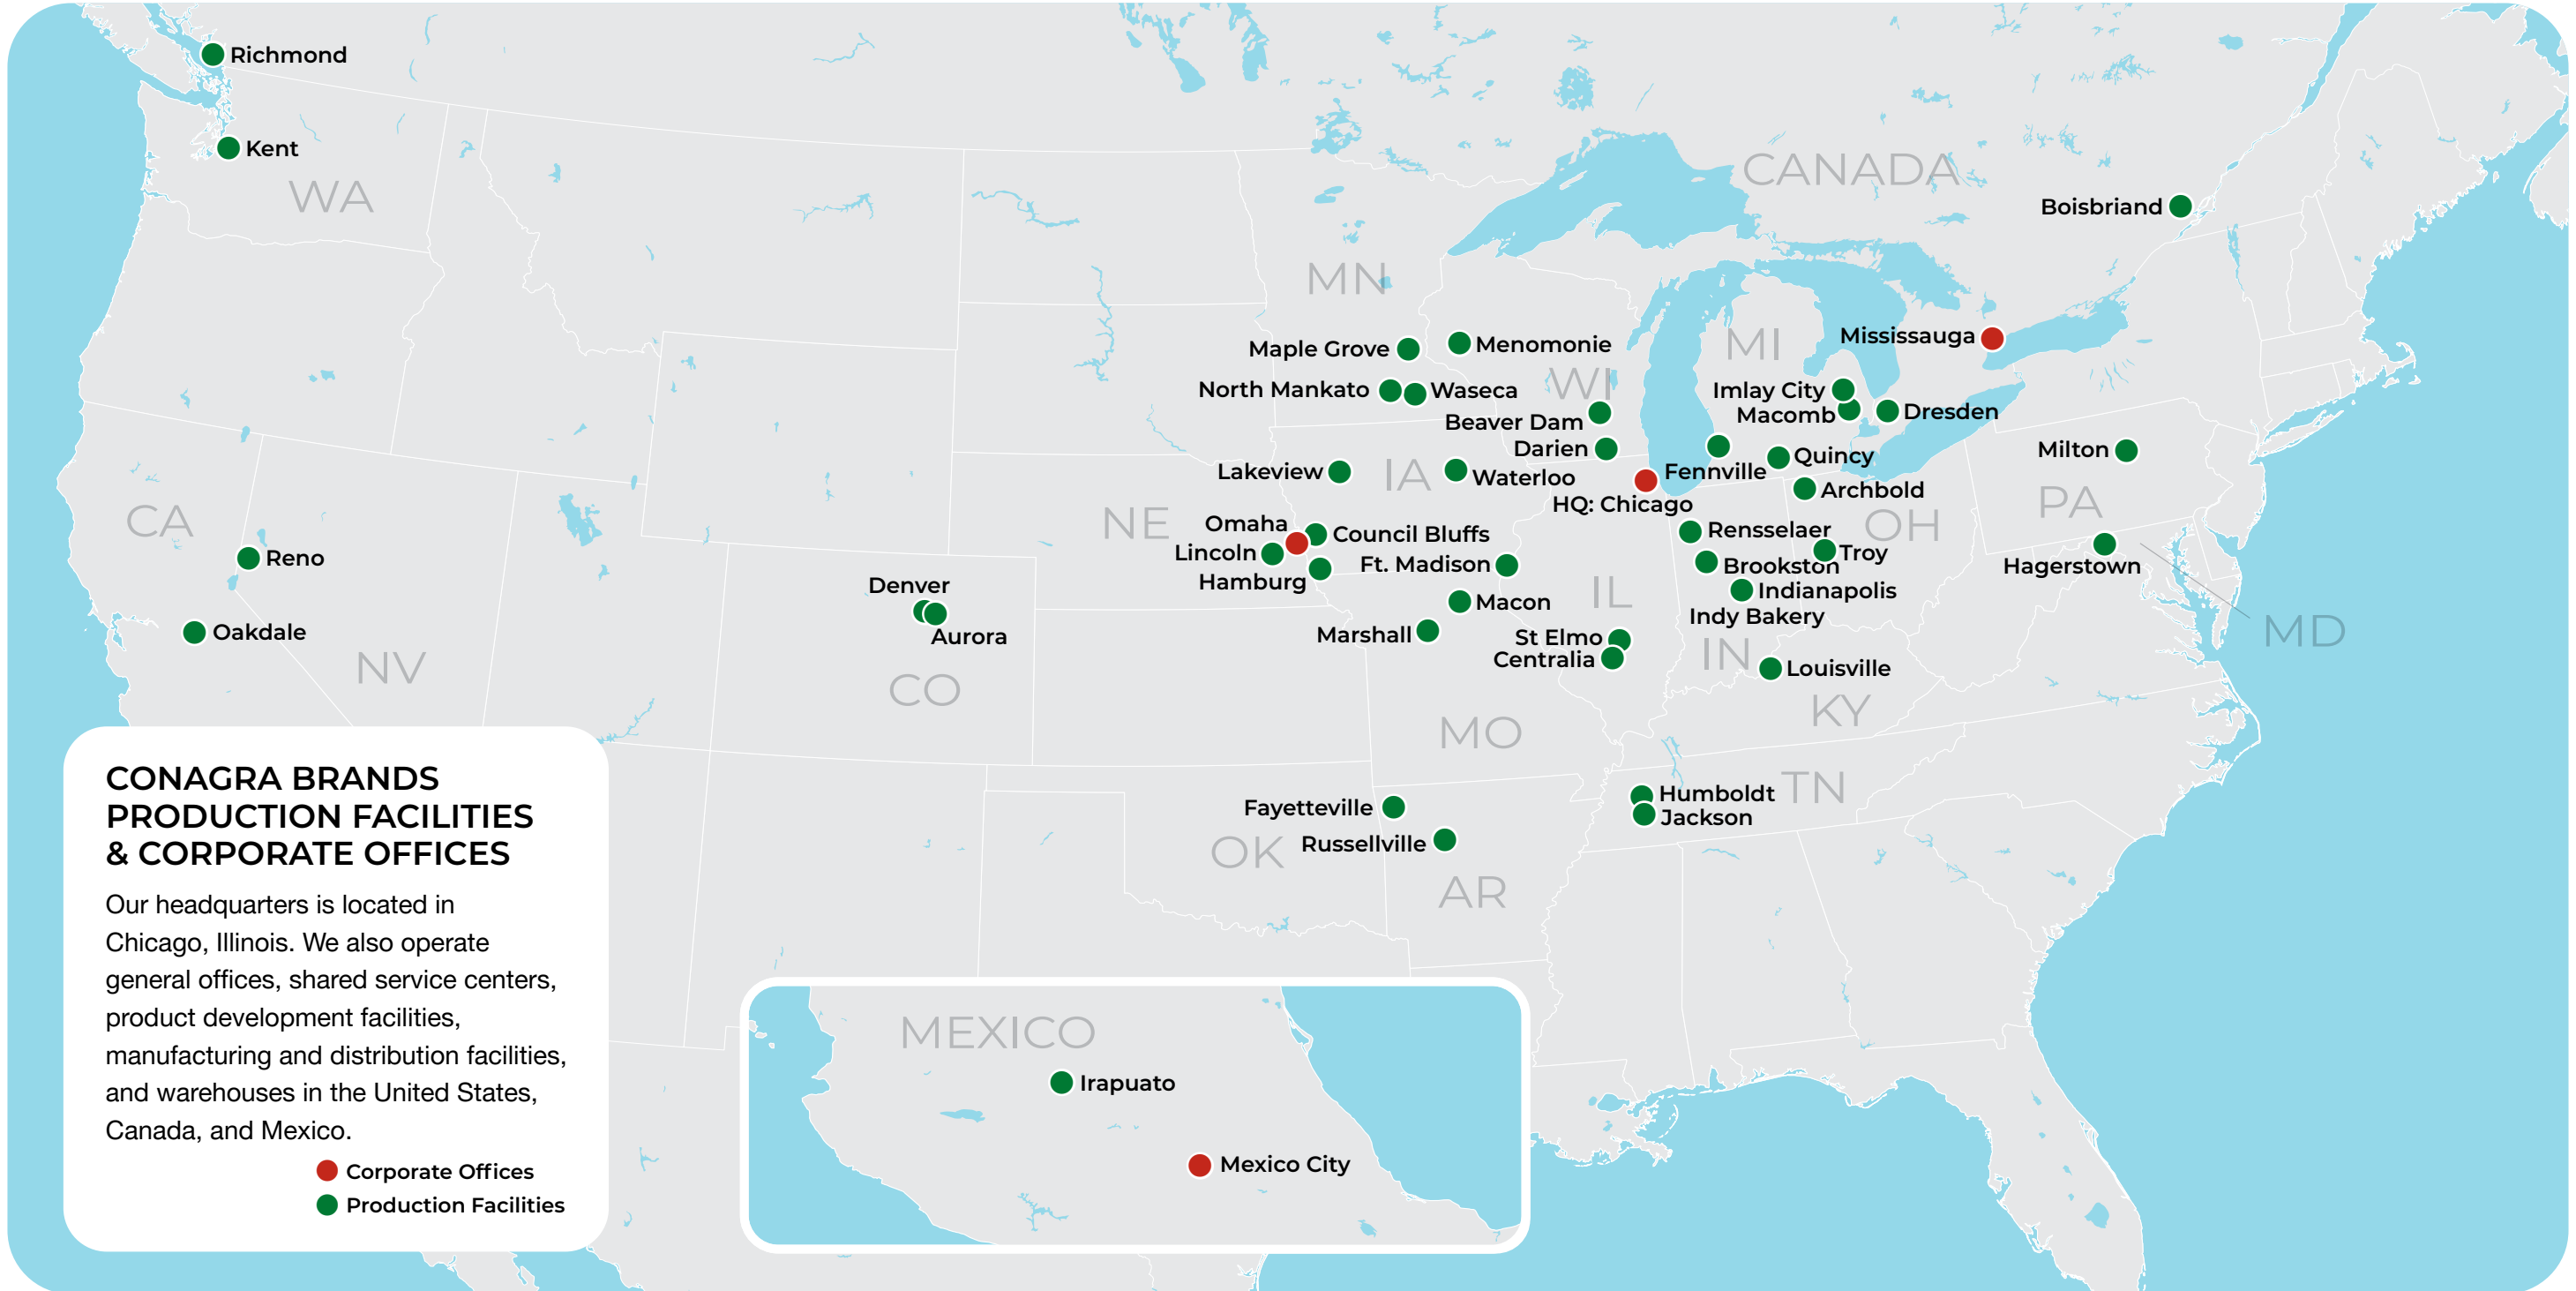 Richmond
Kent
WA
CANADA
Boisbriand
MN
MI
Mississauga
Maple Grove
Menomonie
North Mankato
Waseca
WI
Imlay City
Beaver Dam
Macomb
Dresden
Darien
Milton
Lakeview
IA
Waterloo
Fennville
Quincy
HQ: Chicago
Archbold
PA
CA
NE
Omaha
Council Bluffs
Rensselaer
OH
Reno
Lincoln
Ft. Madison
Troy
Brookston
Hagerstown
Denver
Hamburg
Indianapolis
IL
Macon
Indy Bakery
Oakdale
Aurora
Marshall
St Elmo
MD
Centralia
IN
Louisville
NV
CO
KY
MO
CONAGRA BRANDS
PRODUCTION FACILITIES
& CORPORATE OFFICES
Humboldt
TN
Fayetteville
Jackson
Russellville
OK
AR
Our headquarters is located in
Chicago, Illinois. We also operate
general offices, shared service centers,
product development facilities,
manufacturing and distribution facilities,
and warehouses in the United States,
Canada, and Mexico.
Corporate Offices
Production Facilities
MEXICO
Irapuato
Mexico City